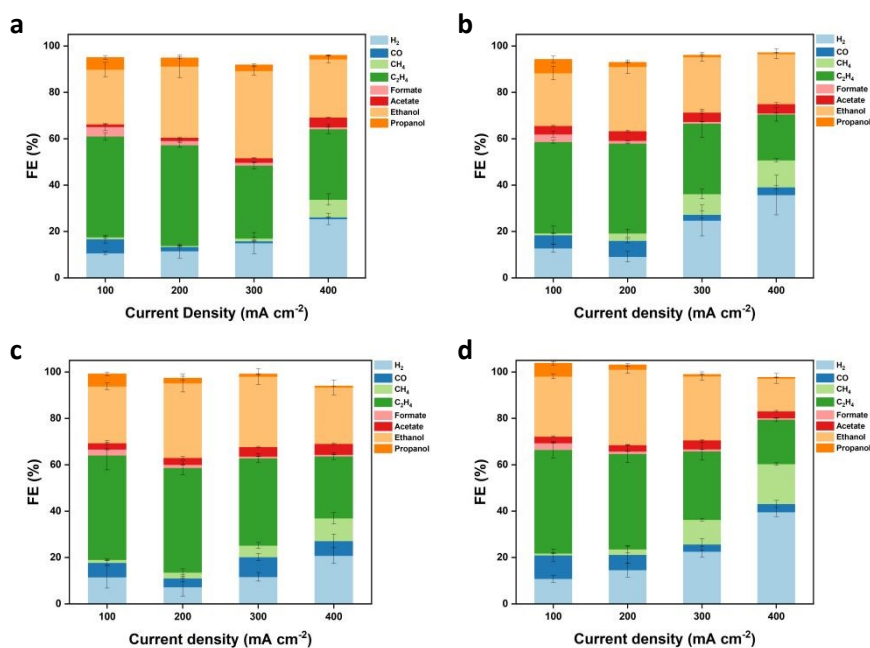 a
FE (%)
100
80
60
40
20
0
100 200 300 400
Current Density (mA cm⁻²)
H₂
CO
CH₄
C₂H₄
Formate
Acetate
Ethanol
Propanol
b
FE (%)
100
80
60
40
20
0
100 200 300 400
Current density (mA cm⁻²)
H₂
CO
CH₄
C₂H₄
Formate
Acetate
Ethanol
Propanol
c
FE (%)
100
80
60
40
20
0
100 200 300 400
Current density (mA cm⁻²)
H₂
CO
CH₄
C₂H₄
Formate
Acetate
Ethanol
Propanol
d
FE (%)
100
80
60
40
20
0
100 200 300 400
Current density (mA cm⁻²)
H₂
CO
CH₄
C₂H₄
Formate
Acetate
Ethanol
Propanol